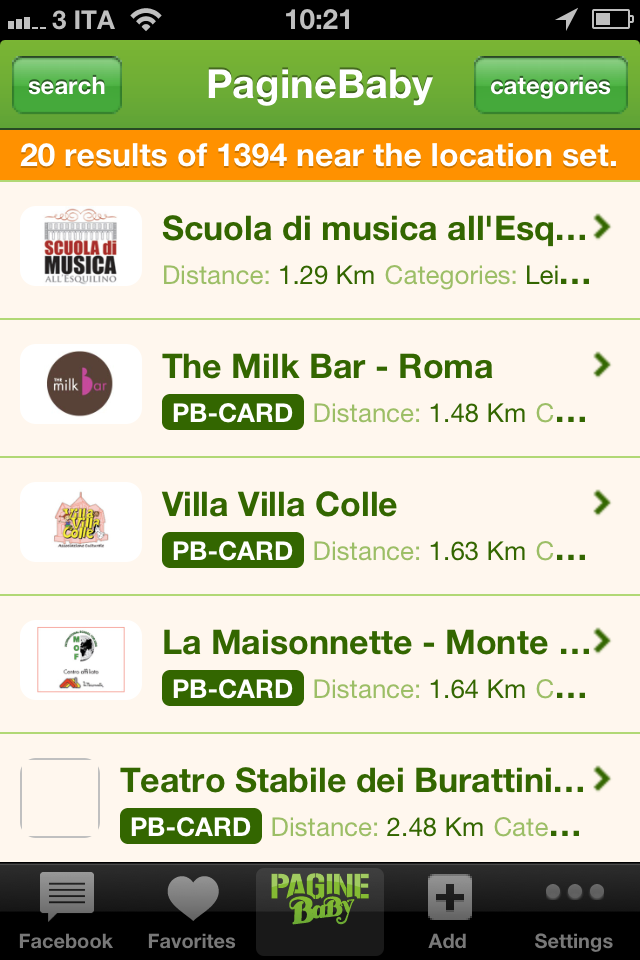 3 ITA 10:21
search PagineBaby categories
20 results of 1394 near the location set.
SCUOLA di
MUSICA
ALL'ESQUILINO
Scuola di musica all'Esq...
Distance: 1.29 Km Categories: Lei...
THE
milk bar
The Milk Bar - Roma
PB-CARD Distance: 1.48 Km C...
Villa
Villa
Colle
Associazione Culturale
Villa Villa Colle
PB-CARD Distance: 1.63 Km C...
MOF
Centro affiliato
La Maisonnette - Monte ...
PB-CARD Distance: 1.64 Km C...
Teatro Stabile dei Burattini...
PB-CARD Distance: 2.48 Km Cate...
PAGINE
BaBy
Facebook Favorites Add Settings